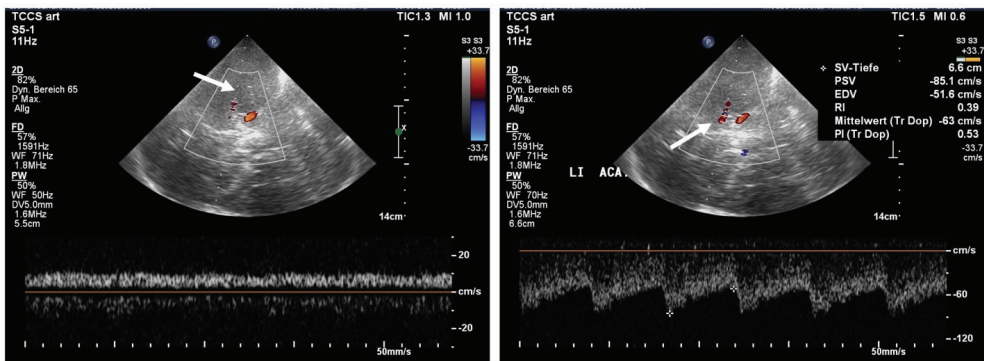 TCCS art
S5-1
11Hz
TIC1.3 MI 1.0
P
S3 S3
+33.7
2D
82%
Dyn. Bereich 65
P Max.
Allg
FD
57%
1591Hz
WF 71Hz
1.8MHz
PW
50%
WF 50Hz
DV5.0mm
1.6MHz
5.5cm
x
-33.7
cm/s
14cm
20
cm/s
-20
50mm/s
TCCS art
S5-1
11Hz
TIC1.5 MI 0.6
P
S3 S3
+33.7
2D
82%
Dyn. Bereich 65
P Max.
Allg
FD
57%
1591Hz
WF 71Hz
1.8MHz
PW
50%
WF 70Hz
DV5.0mm
1.6MHz
6.6cm
SV-Tiefe 6.6 cm
PSV -85.1 cm/s
EDV -51.6 cm/s
RI 0.39
Mittelwert (Tr Dop) -63 cm/s
PI (Tr Dop) 0.53
-33.7
cm/s
LI ACA.
14cm
cm/s
-60
-120
50mm/s